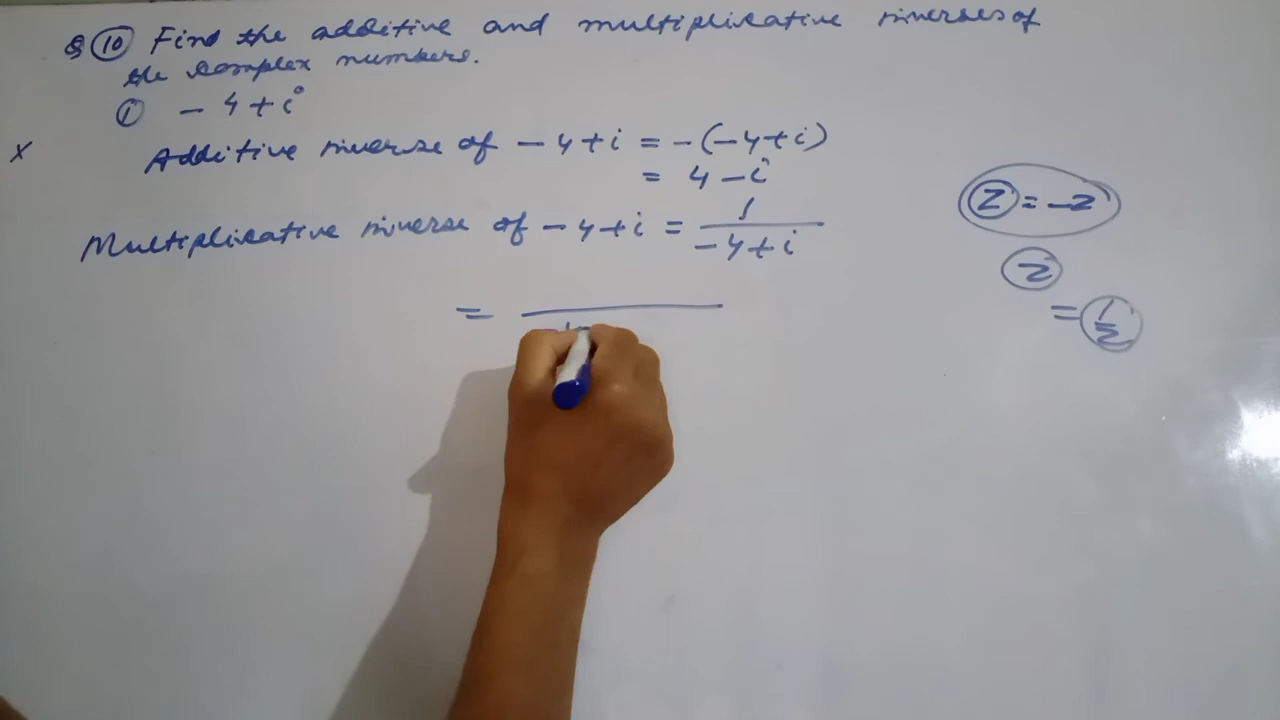 Q (10) Find the additive and multiplicative inverses of
the complex numbers.
(i) - 4 + i
x
Additive inverse of - 4 + i = - (- 4 + i)
= 4 - i
Multiplicative inverse of - 4 + i = 1 / (- 4 + i)
=
z = - z
z
= 1/z